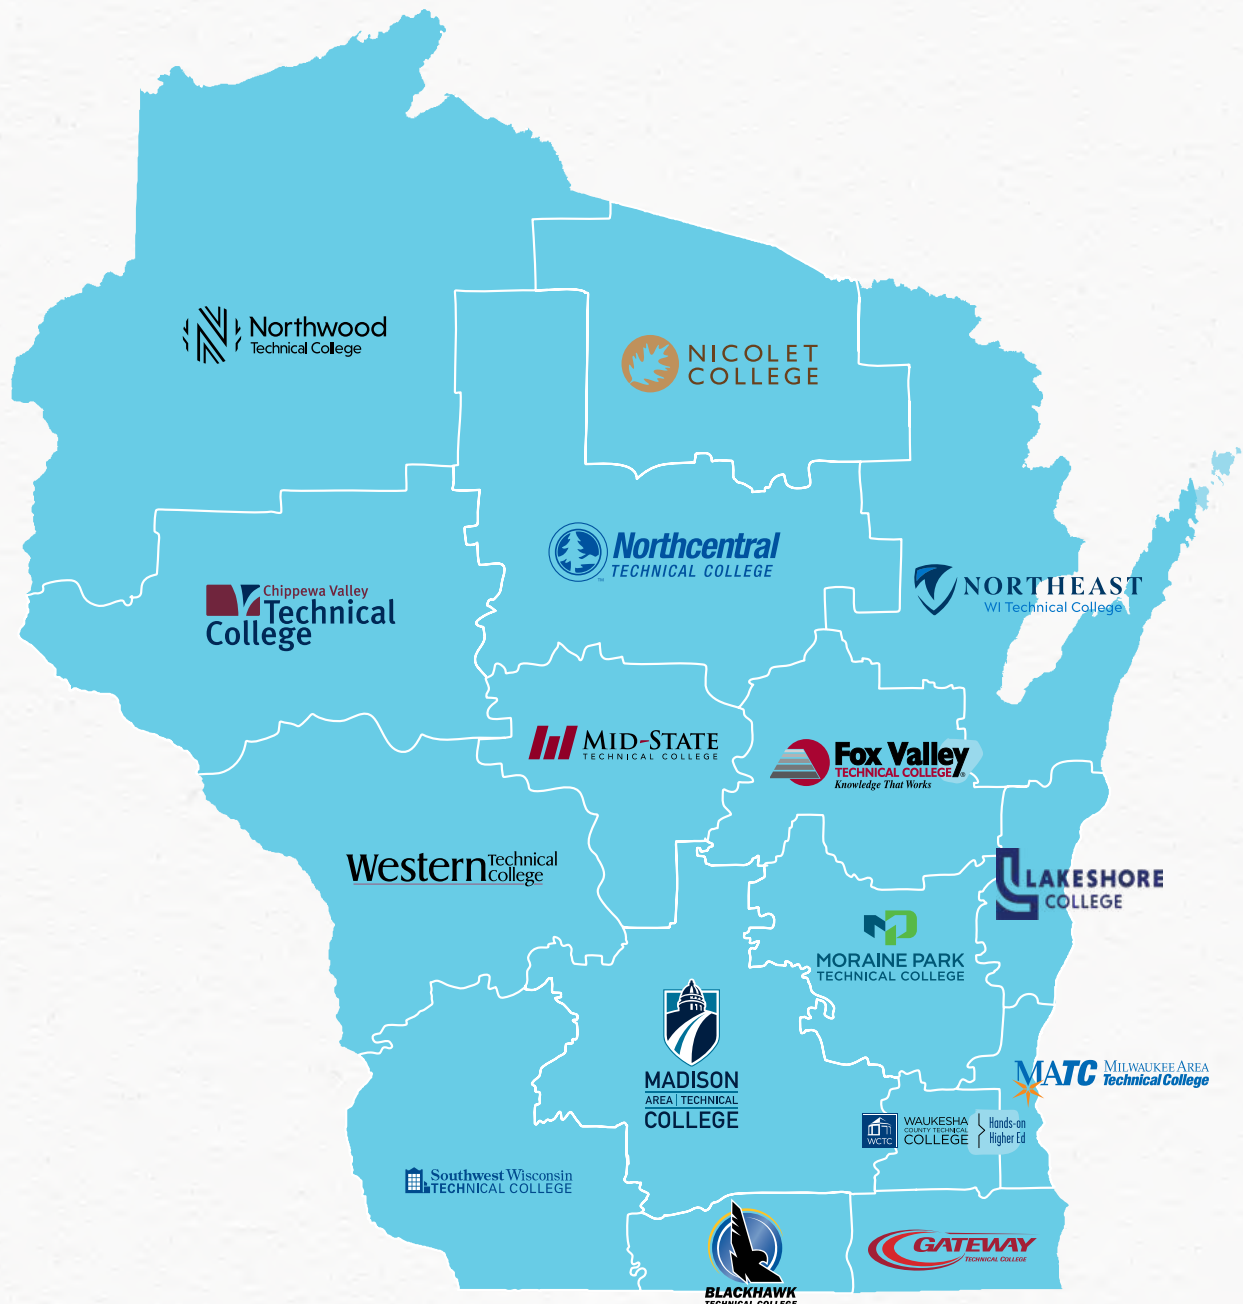 Northwood
Technical College
NICOLET
COLLEGE
Northcentral
TECHNICAL COLLEGE
™
NORTHEAST
WI Technical College
Chippewa Valley
Technical
College
MID-STATE
TECHNICAL COLLEGE
Fox Valley
TECHNICAL COLLEGE®
Knowledge That Works
Western Technical
College
LAKESHORE
COLLEGE
MORAINE PARK
TECHNICAL COLLEGE
MADISON
AREA | TECHNICAL
COLLEGE
MATC MILWAUKEE AREA
Technical College
WCTC
WAUKESHA
COUNTY TECHNICAL
COLLEGE
Hands-on
Higher Ed
Southwest Wisconsin
TECHNICAL COLLEGE
BLACKHAWK
TECHNICAL COLLEGE
GATEWAY
TECHNICAL COLLEGE